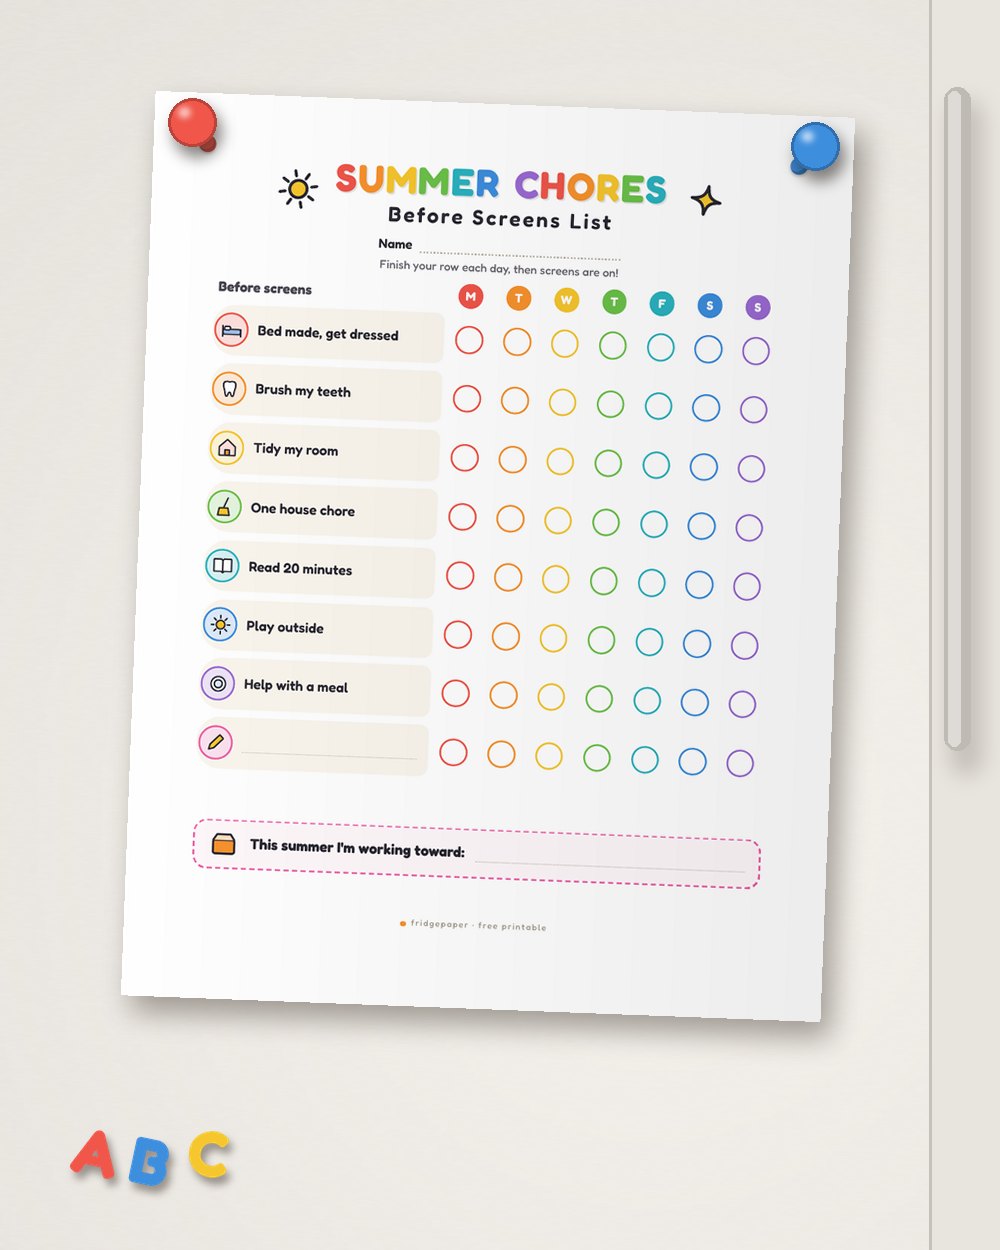 SUMMER CHORES
Before Screens List
Name
Finish your row each day, then screens are on!
Before screens M T W T F S S
Bed made, get dressed
Brush my teeth
Tidy my room
One house chore
Read 20 minutes
Play outside
Help with a meal
This summer I'm working toward:
fridgepaper · free printable
A B C